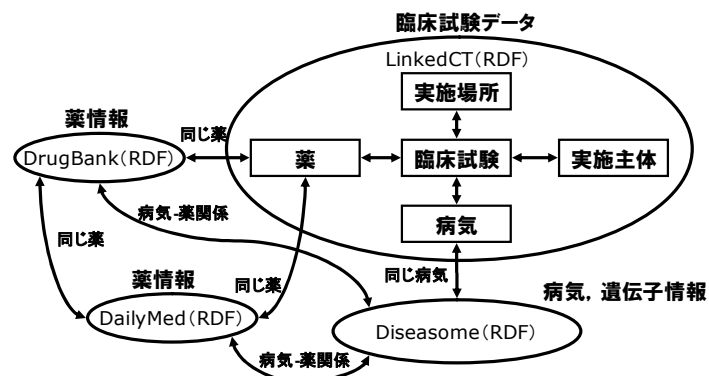 臨床試験データ
LinkedCT(RDF)
実施場所
薬情報
同じ薬
DrugBank(RDF)
薬
臨床試験
実施主体
病気-薬関係
病気
同じ薬
同じ病気
薬情報
同じ薬
病気，遺伝子情報
DailyMed(RDF)
Diseasome(RDF)
病気-薬関係